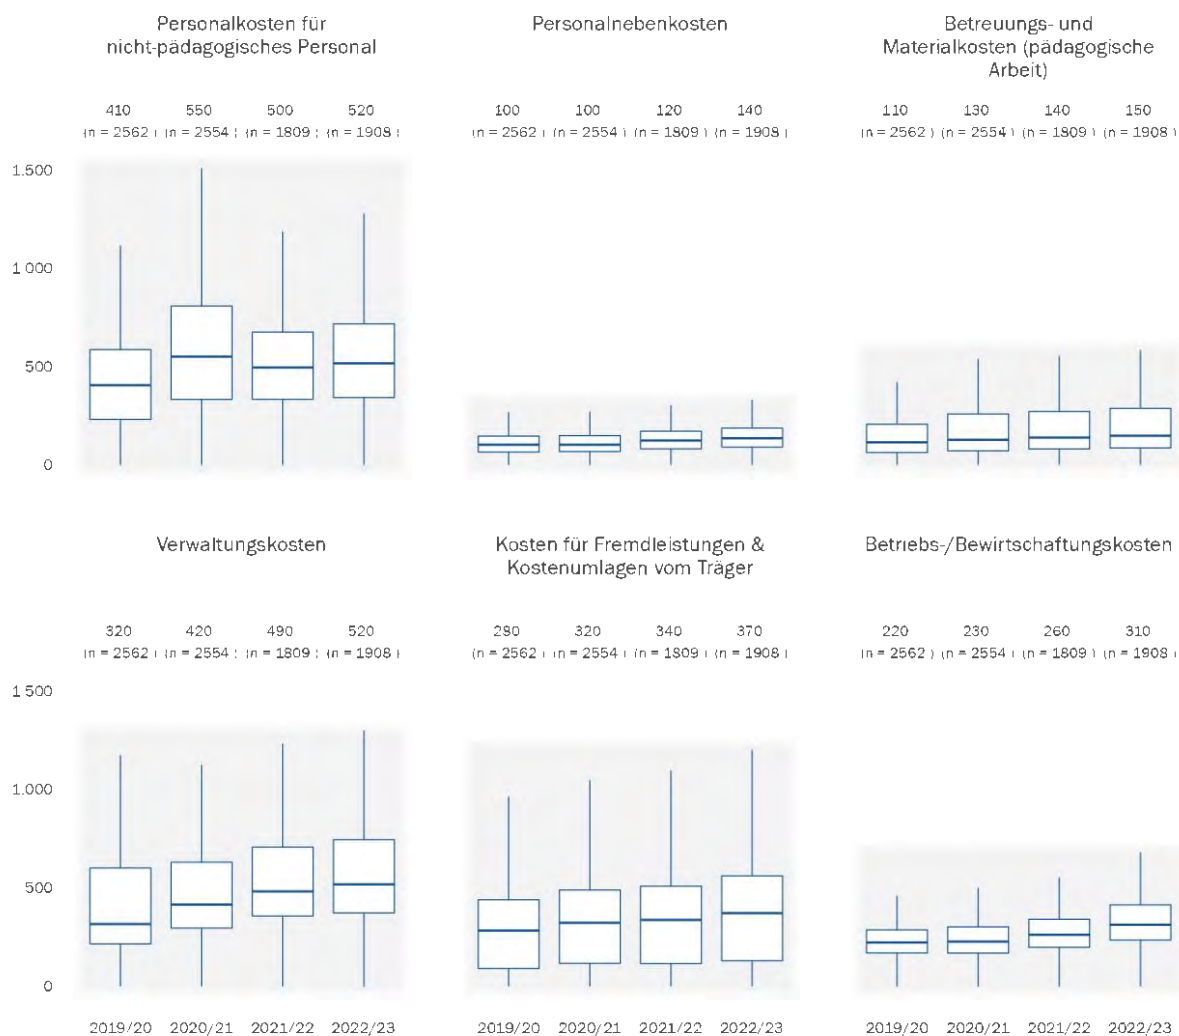 Personalkosten für
nicht-pädagogisches Personal
Personalnebenkosten
Betreuungs- und
Materialkosten (pädagogische
Arbeit)
410 550 500 520
(n = 2562) (n = 2554) (n = 1809) (n = 1908)
100 100 120 140
(n = 2562) (n = 2554) (n = 1809) (n = 1908)
110 130 140 150
(n = 2562) (n = 2554) (n = 1809) (n = 1908)
1.500
1 000
500
0
Verwaltungskosten
Kosten für Fremdleistungen &
Kostenumlagen vom Träger
Betriebs-/Bewirtschaftungskosten
320 420 490 520
(n = 2562) (n = 2554) (n = 1809) (n = 1908)
280 320 340 370
(n = 2562) (n = 2554) (n = 1809) (n = 1908)
220 230 260 310
(n = 2562) (n = 2554) (n = 1809) (n = 1908)
1 500
1.000
500
0
2019/20 2020/21 2021/22 2022/23
2019/20 2020/21 2021/22 2022/23
2019/20 2020/21 2021/22 2022/23